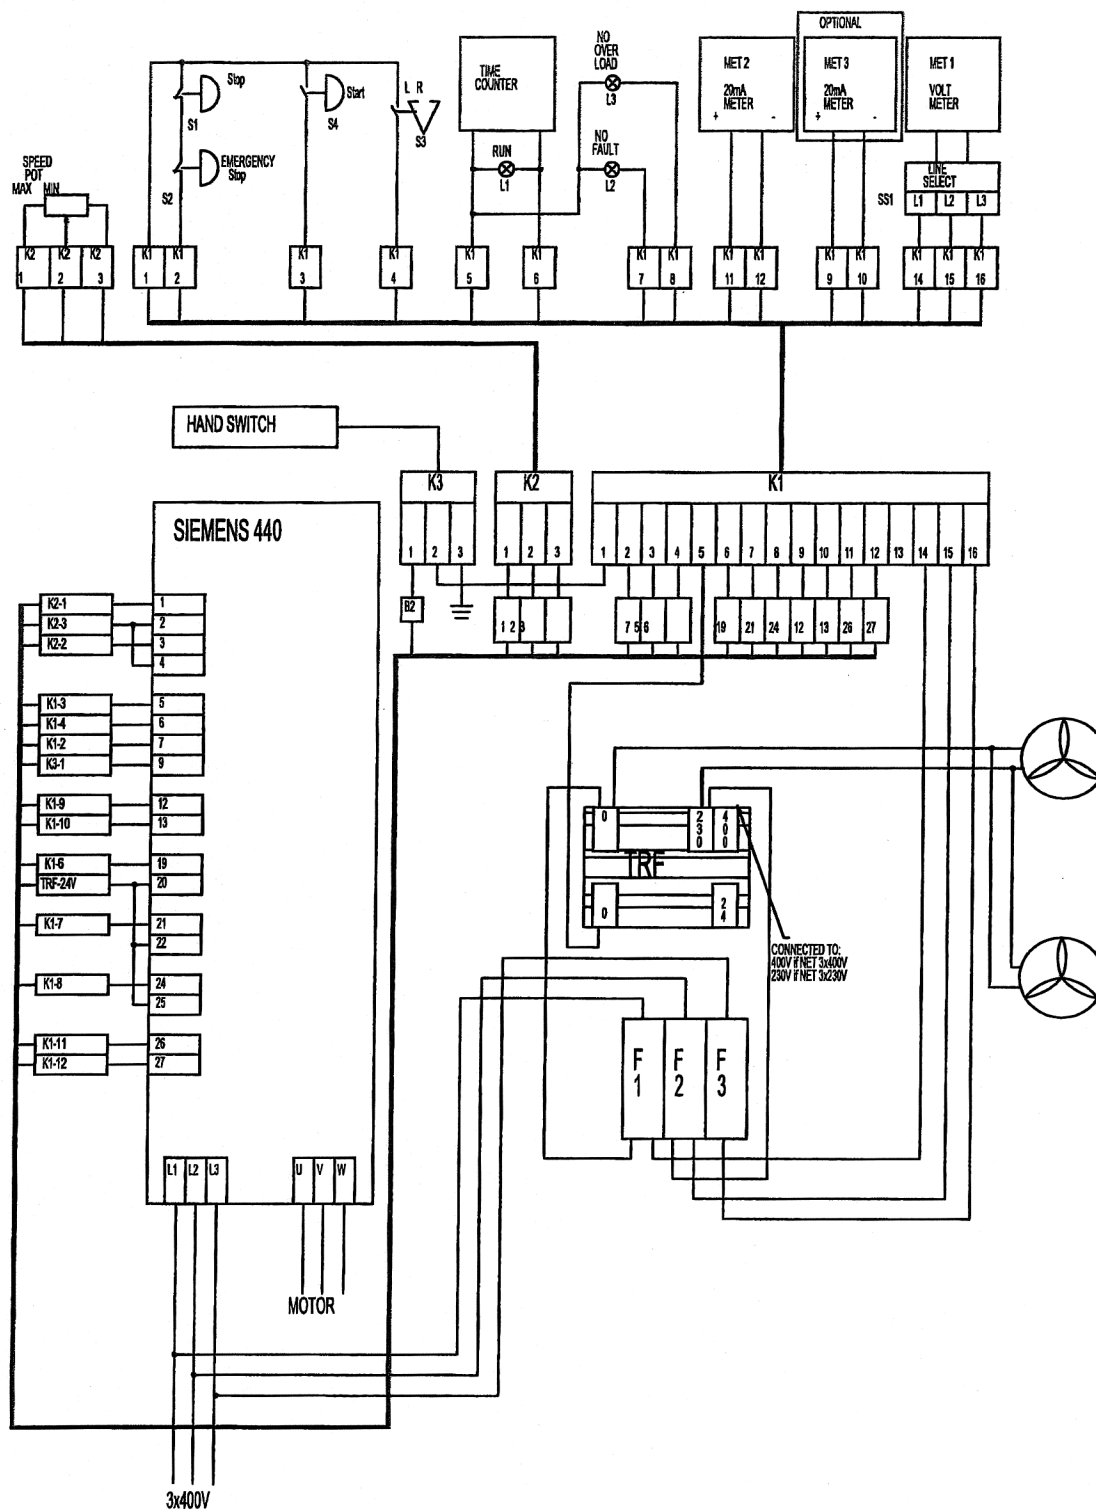 OPTIONAL
NO
OVER
LOAD
L3
Stop
S1
Start
S4
L R
S3
TIME
COUNTER
RUN
L1
NO
FAULT
L2
MET 2
20mA
METER
+ -
MET 3
20mA
METER
+ -
MET 1
VOLT
METER
EMERGENCY
Stop
S2
SPEED
POT
MAX MIN
LINE
SELECT
SS1
L1 L2 L3
K2 K2 K2
1 2 3
K1 K1
1 2
K1
3
K1
4
K1
5
K1
6
K1 K1
7 8
K1 K1
11 12
K1 K1
9 10
K1 K1 K1
14 15 16
HAND SWITCH
K3
K2
K1
1 2 3
1 2 3
1 2 3 4 5 6 7 8 9 10 11 12 13 14 15 16
B2
1 2 3
7 5 6
19 21 24 12 13 26 27
SIEMENS 440
K2-1 1
K2-3 2
K2-2 3
4
K1-3 5
K1-4 6
K1-2 7
K3-1 9
K1-9 12
K1-10 13
K1-6 19
TRF-24V 20
K1-7 21
22
K1-8 24
25
K1-11 26
K1-12 27
L1 L2 L3
U V W
MOTOR
3x400V
0
230
400
TRF
0
24
CONNECTED TO:
400V if NET 3x400V
230V if NET 3x230V
F1 F2 F3